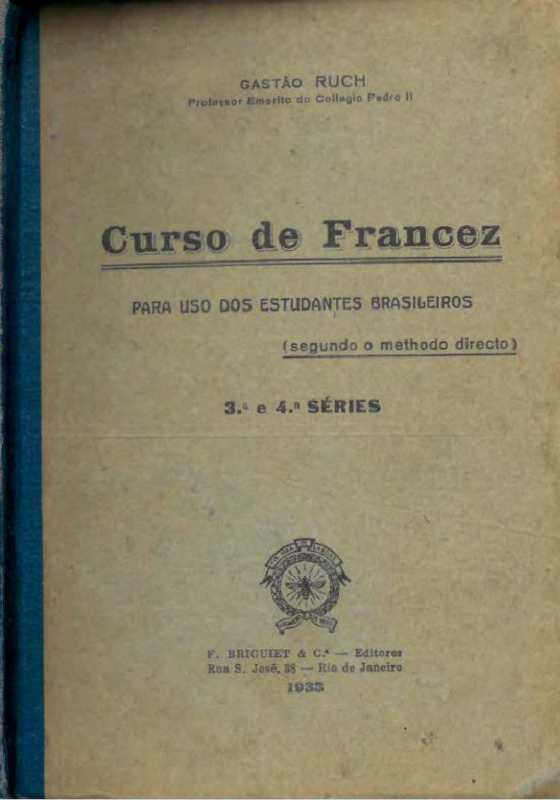 GASTÃO RUCH
Professor Emerito do Collegio Pedro II
Curso de Francez
PARA USO DOS ESTUDANTES BRASILEIROS
(segundo o methodo directo)
3.ª e 4.ª SÉRIES
F. BRIGUIET & C.ª — Editores
Rua S. José, 38 — Rio de Janeiro
1933